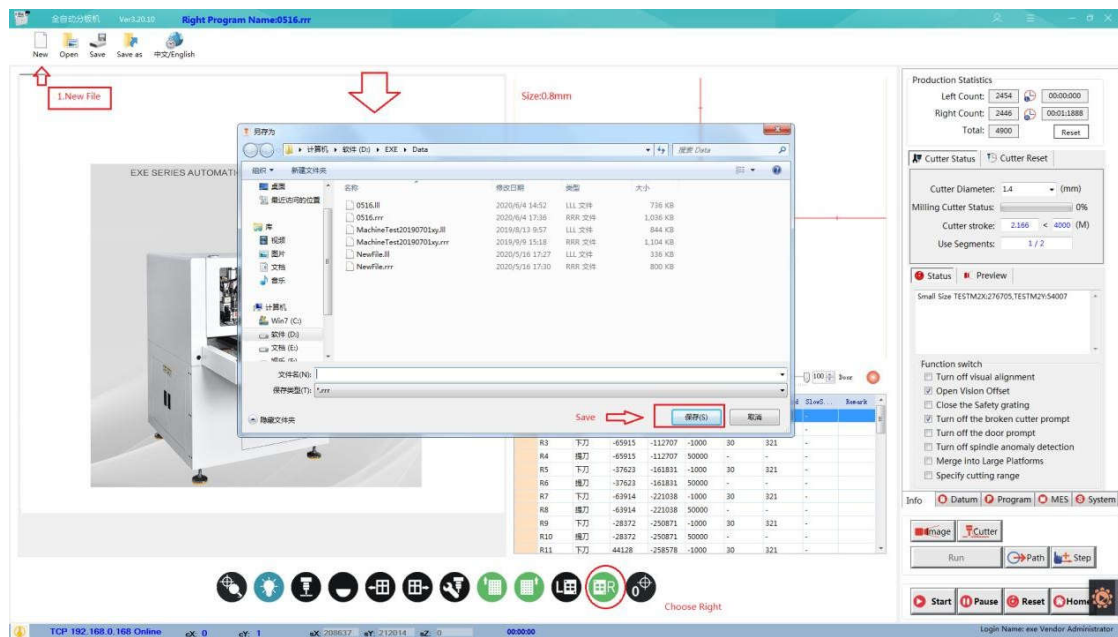 全自动分板机 Ver3.20.10 Right Program Name:0516.rrr
New Open Save Save as 中文/English
1.New File
Size:0.8mm
EXE SERIES AUTOMATI
另存为
计算机 软件 (D:) EXE Data 搜索 Data
组织 新建文件夹
桌面
最近访问的位置
库
视频
图片
文档
音乐
计算机
Win7 (C:)
软件 (D:)
文档 (E:)
名称 修改日期 类型 大小
0516.lll 2020/6/4 14:52 LLL 文件 736 KB
0516.rrr 2020/6/4 17:36 RRR 文件 1,036 KB
MachineTest20190701xy.lll 2019/8/13 9:57 LLL 文件 844 KB
MachineTest20190701xy.rrr 2019/9/9 15:18 RRR 文件 1,104 KB
NewFile.lll 2020/5/16 17:27 LLL 文件 336 KB
NewFile.rrr 2020/5/16 17:30 RRR 文件 800 KB
文件名(N):
保存类型(T): *.rrr
隐藏文件夹
Save
保存(S) 取消
100 Door
SlowS... Remark
R3 下刀 -65915 -112707 -1000 30 321 -
R4 提刀 -65915 -112707 50000 - - -
R5 下刀 -37623 -161831 -1000 30 321 -
R6 提刀 -37623 -161831 50000 - - -
R7 下刀 -63914 -221038 -1000 30 321 -
R8 提刀 -63914 -221038 50000 - - -
R9 下刀 -28372 -250871 -1000 30 321 -
R10 提刀 -28372 -250871 50000 - - -
R11 下刀 44128 -258578 -1000 30 321 -
L R 0
Choose Right
Production Statistics
Left Count: 2454 00:00:000
Right Count: 2446 00:01:1888
Total: 4900 Reset
Cutter Status Cutter Reset
Cutter Diameter: 1.4 (mm)
Milling Cutter Status: 0%
Cutter stroke: 2.166 < 4000 (M)
Use Segments: 1 / 2
Status Preview
Small Size TESTM2X:276705,TESTM2Y:54007
Function switch
Turn off visual alignment
Open Vision Offset
Close the Safety grating
Turn off the broken cutter prompt
Turn off the door prompt
Turn off spindle anomaly detection
Merge Into Large Platforms
Specify cutting range
Info Datum Program MES System
Image Cutter
Run Path Step
Start Pause Reset Home
TCP 192.168.0.168 Online cX: 0 cY: 1 sX: 208637 sY: 212014 sZ: 0 00:00:00 Login Name: exe Vendor Administrator